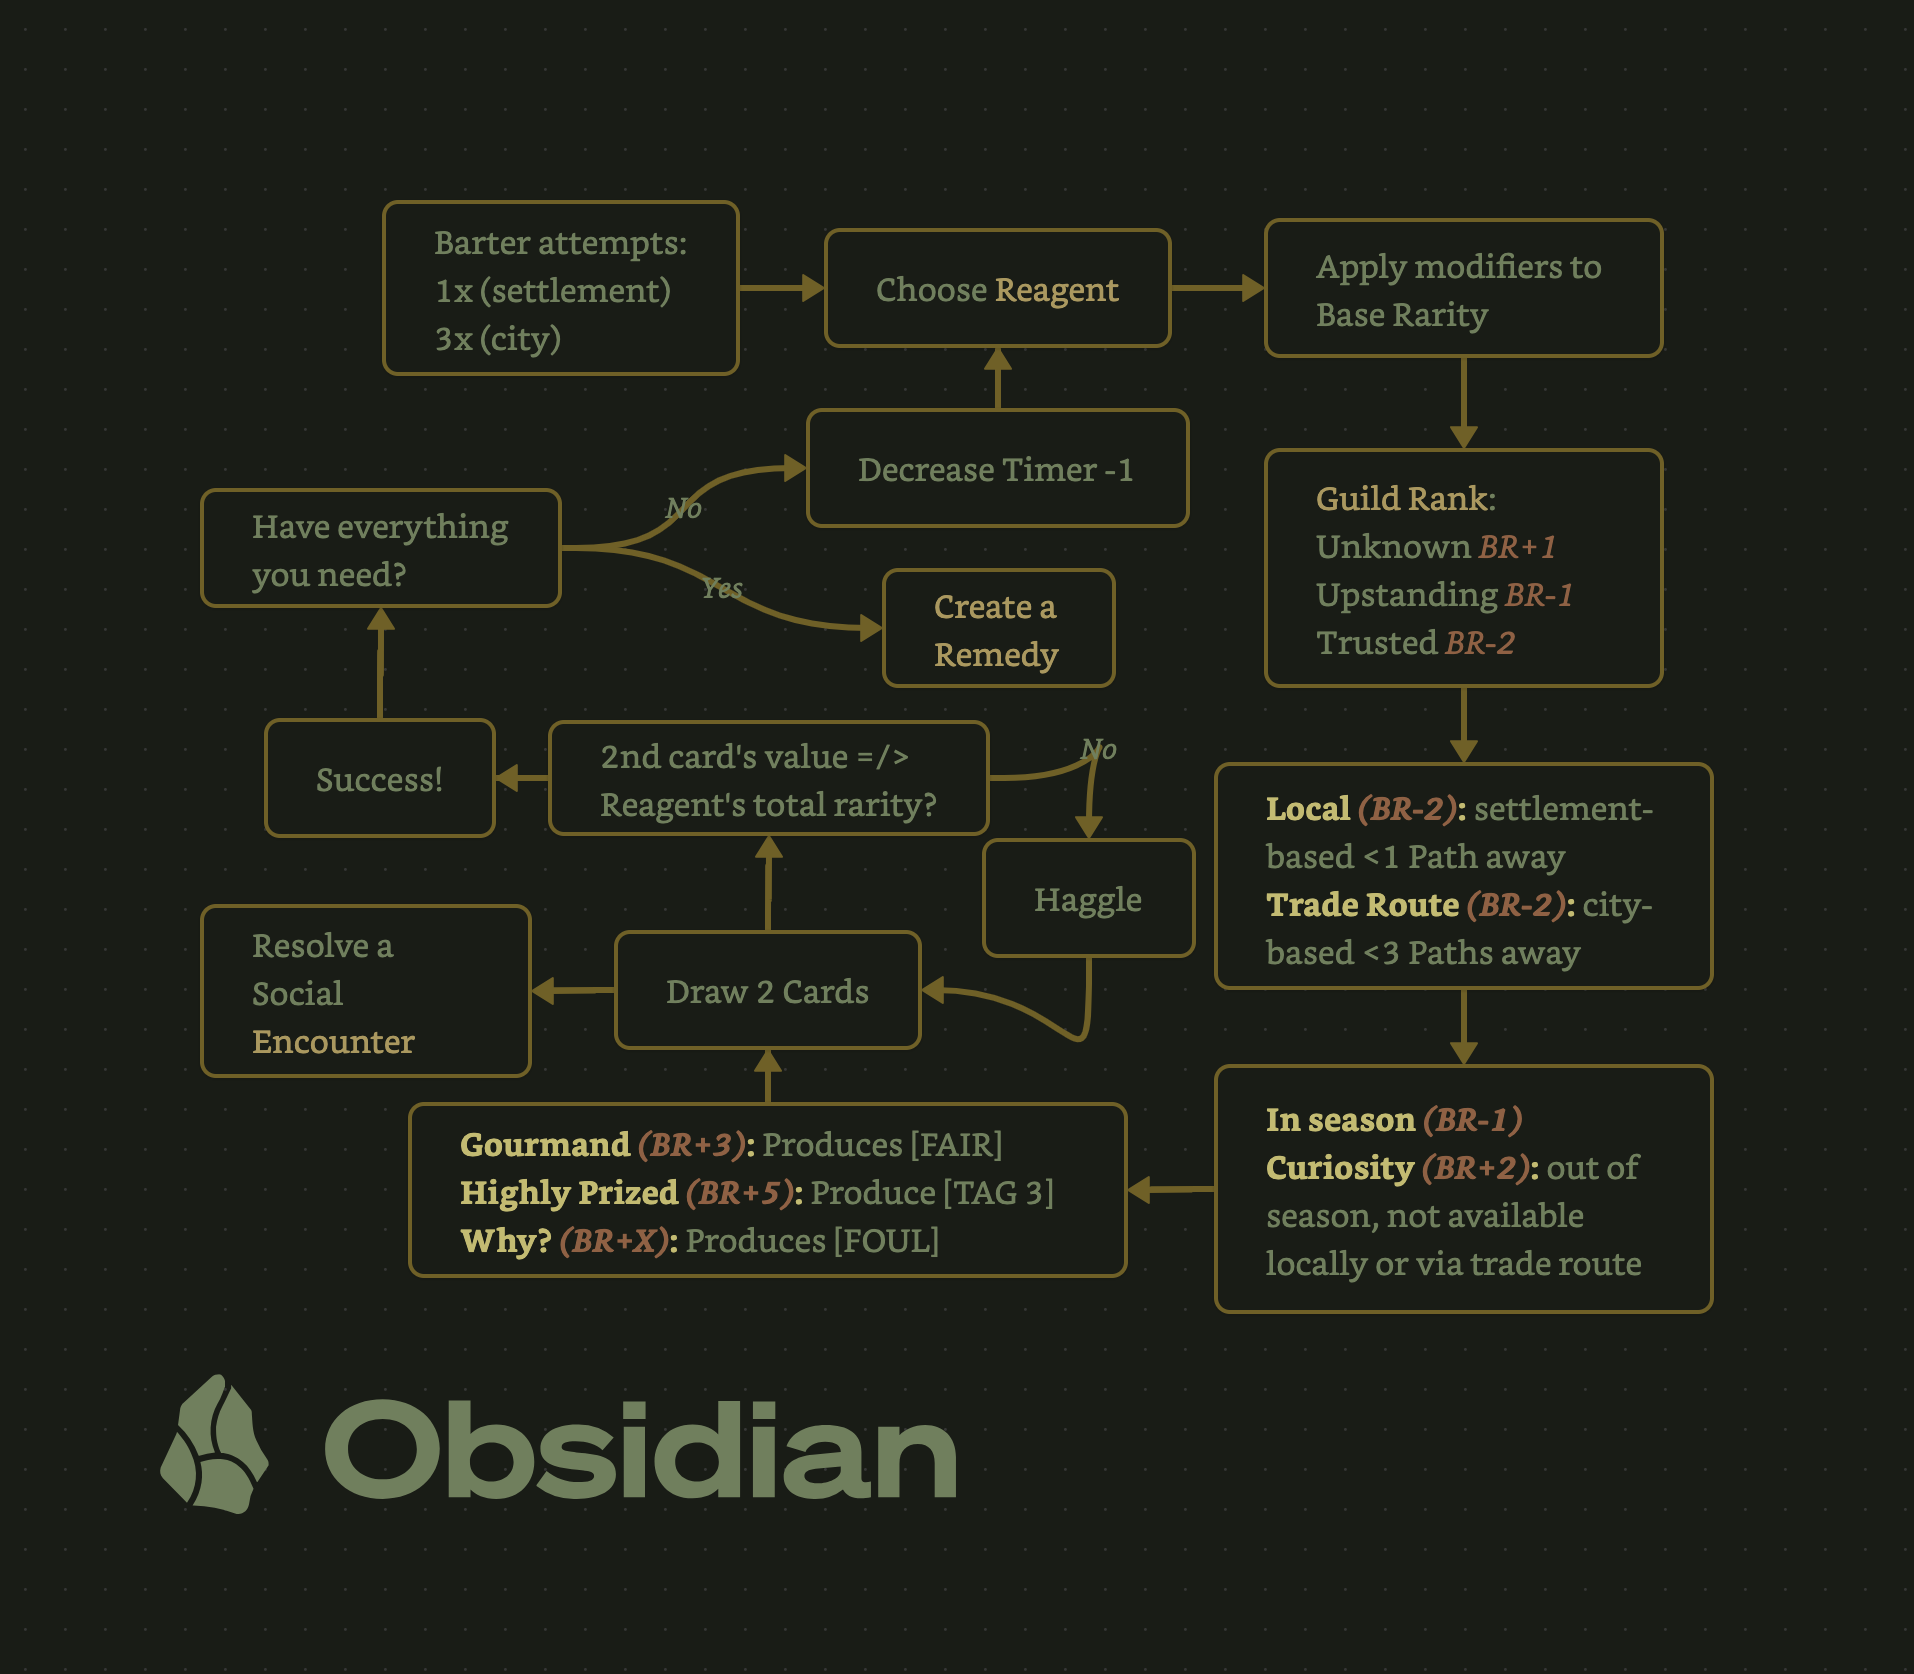 Barter attempts:
1x (settlement)
3x (city)
Choose Reagent
Apply modifiers to
Base Rarity
Decrease Timer -1
No
Have everything
you need?
Yes
Create a
Remedy
Guild Rank:
Unknown BR+1
Upstanding BR-1
Trusted BR-2
Success!
2nd card's value =/>
Reagent's total rarity?
No
Haggle
Local (BR-2): settlement-
based <1 Path away
Trade Route (BR-2): city-
based <3 Paths away
Resolve a
Social
Encounter
Draw 2 Cards
Gourmand (BR+3): Produces [FAIR]
Highly Prized (BR+5): Produce [TAG 3]
Why? (BR+X): Produces [FOUL]
In season (BR-1)
Curiosity (BR+2): out of
season, not available
locally or via trade route
Obsidian